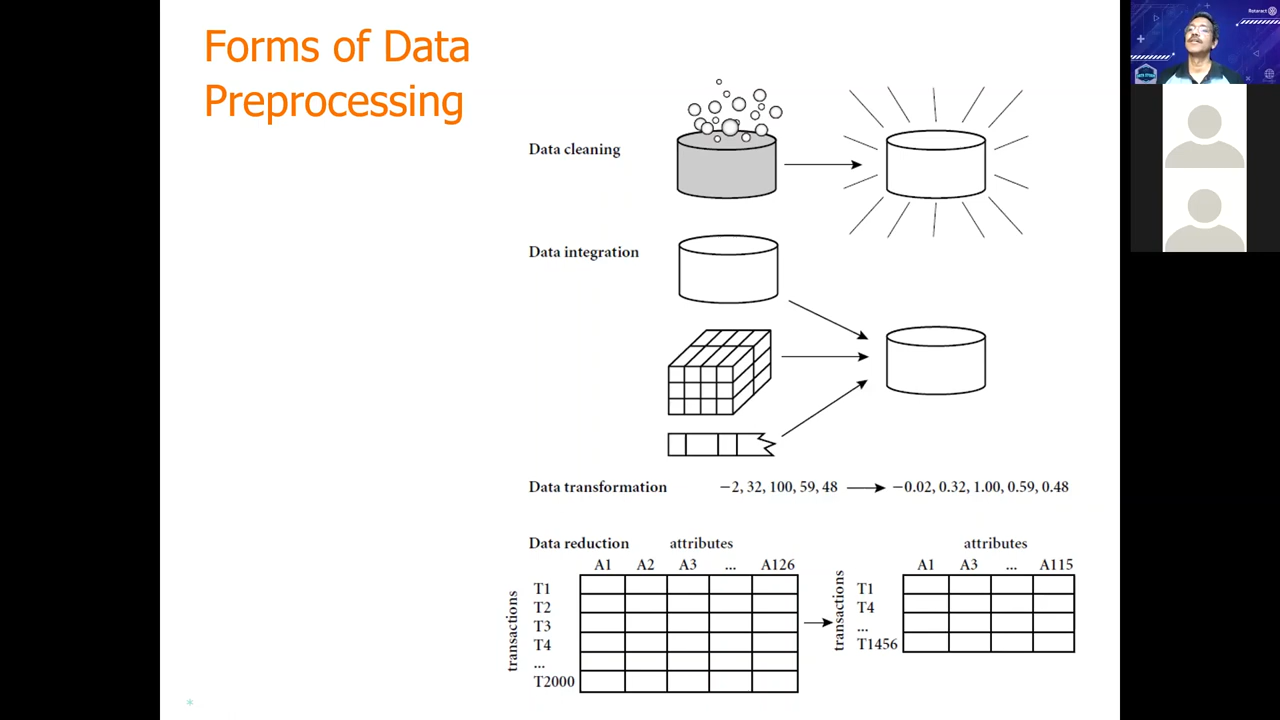 Forms of Data
Preprocessing
Data cleaning
Data integration
Data transformation −2, 32, 100, 59, 48 −0.02, 0.32, 1.00, 0.59, 0.48
Data reduction attributes attributes
A1 A2 A3 ... A126 A1 A3 ... A115
transactions
T1
T2
T3
T4
...
T2000
transactions
T1
T4
...
T1456
*
Rotaract